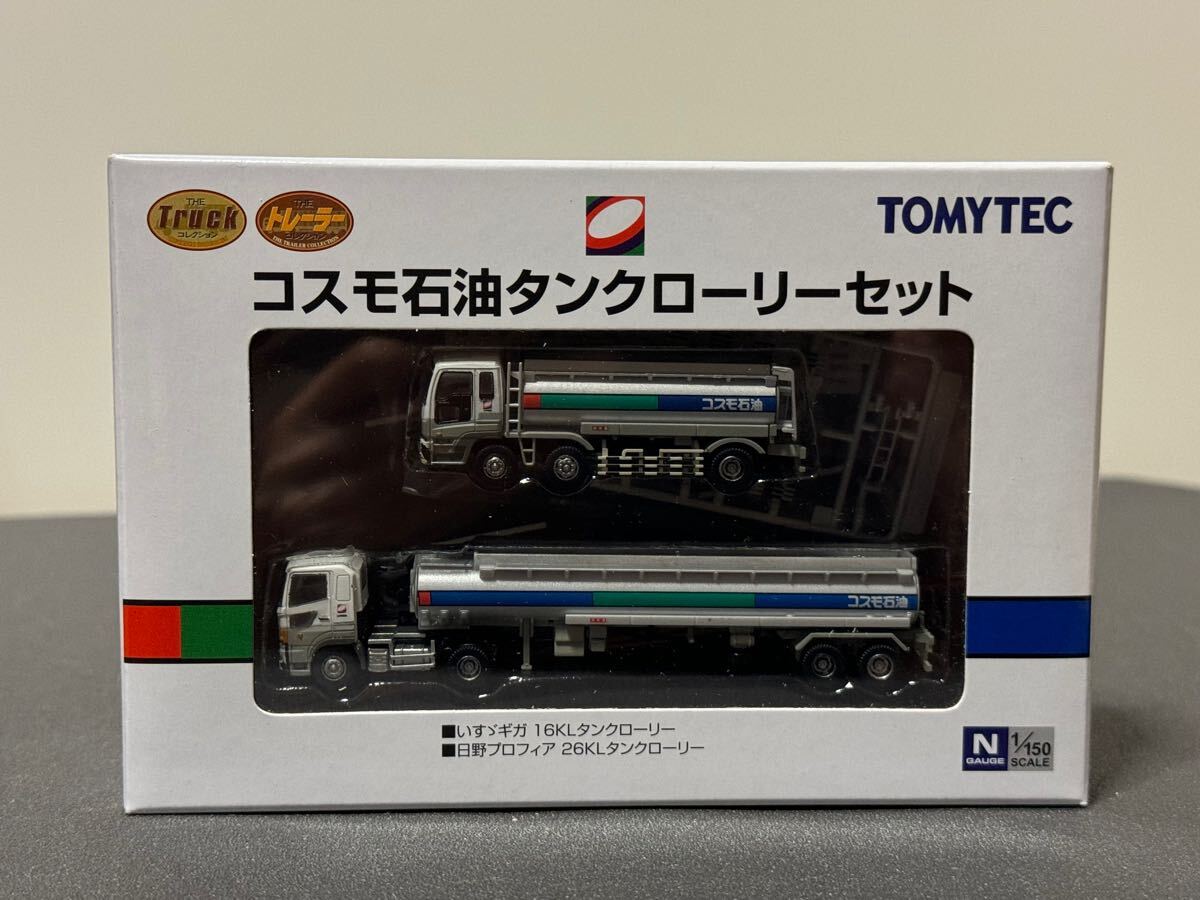 THE
Truck
コレクション
THE
トレーラー
コレクション
THE TRAILER COLLECTION
TOMYTEC
コスモ石油タンクローリーセット
コスモ石油
コスモ石油
■いすゞギガ 16KLタンクローリー
■日野プロフィア 26KLタンクローリー
N
GAUGE
1/150
SCALE